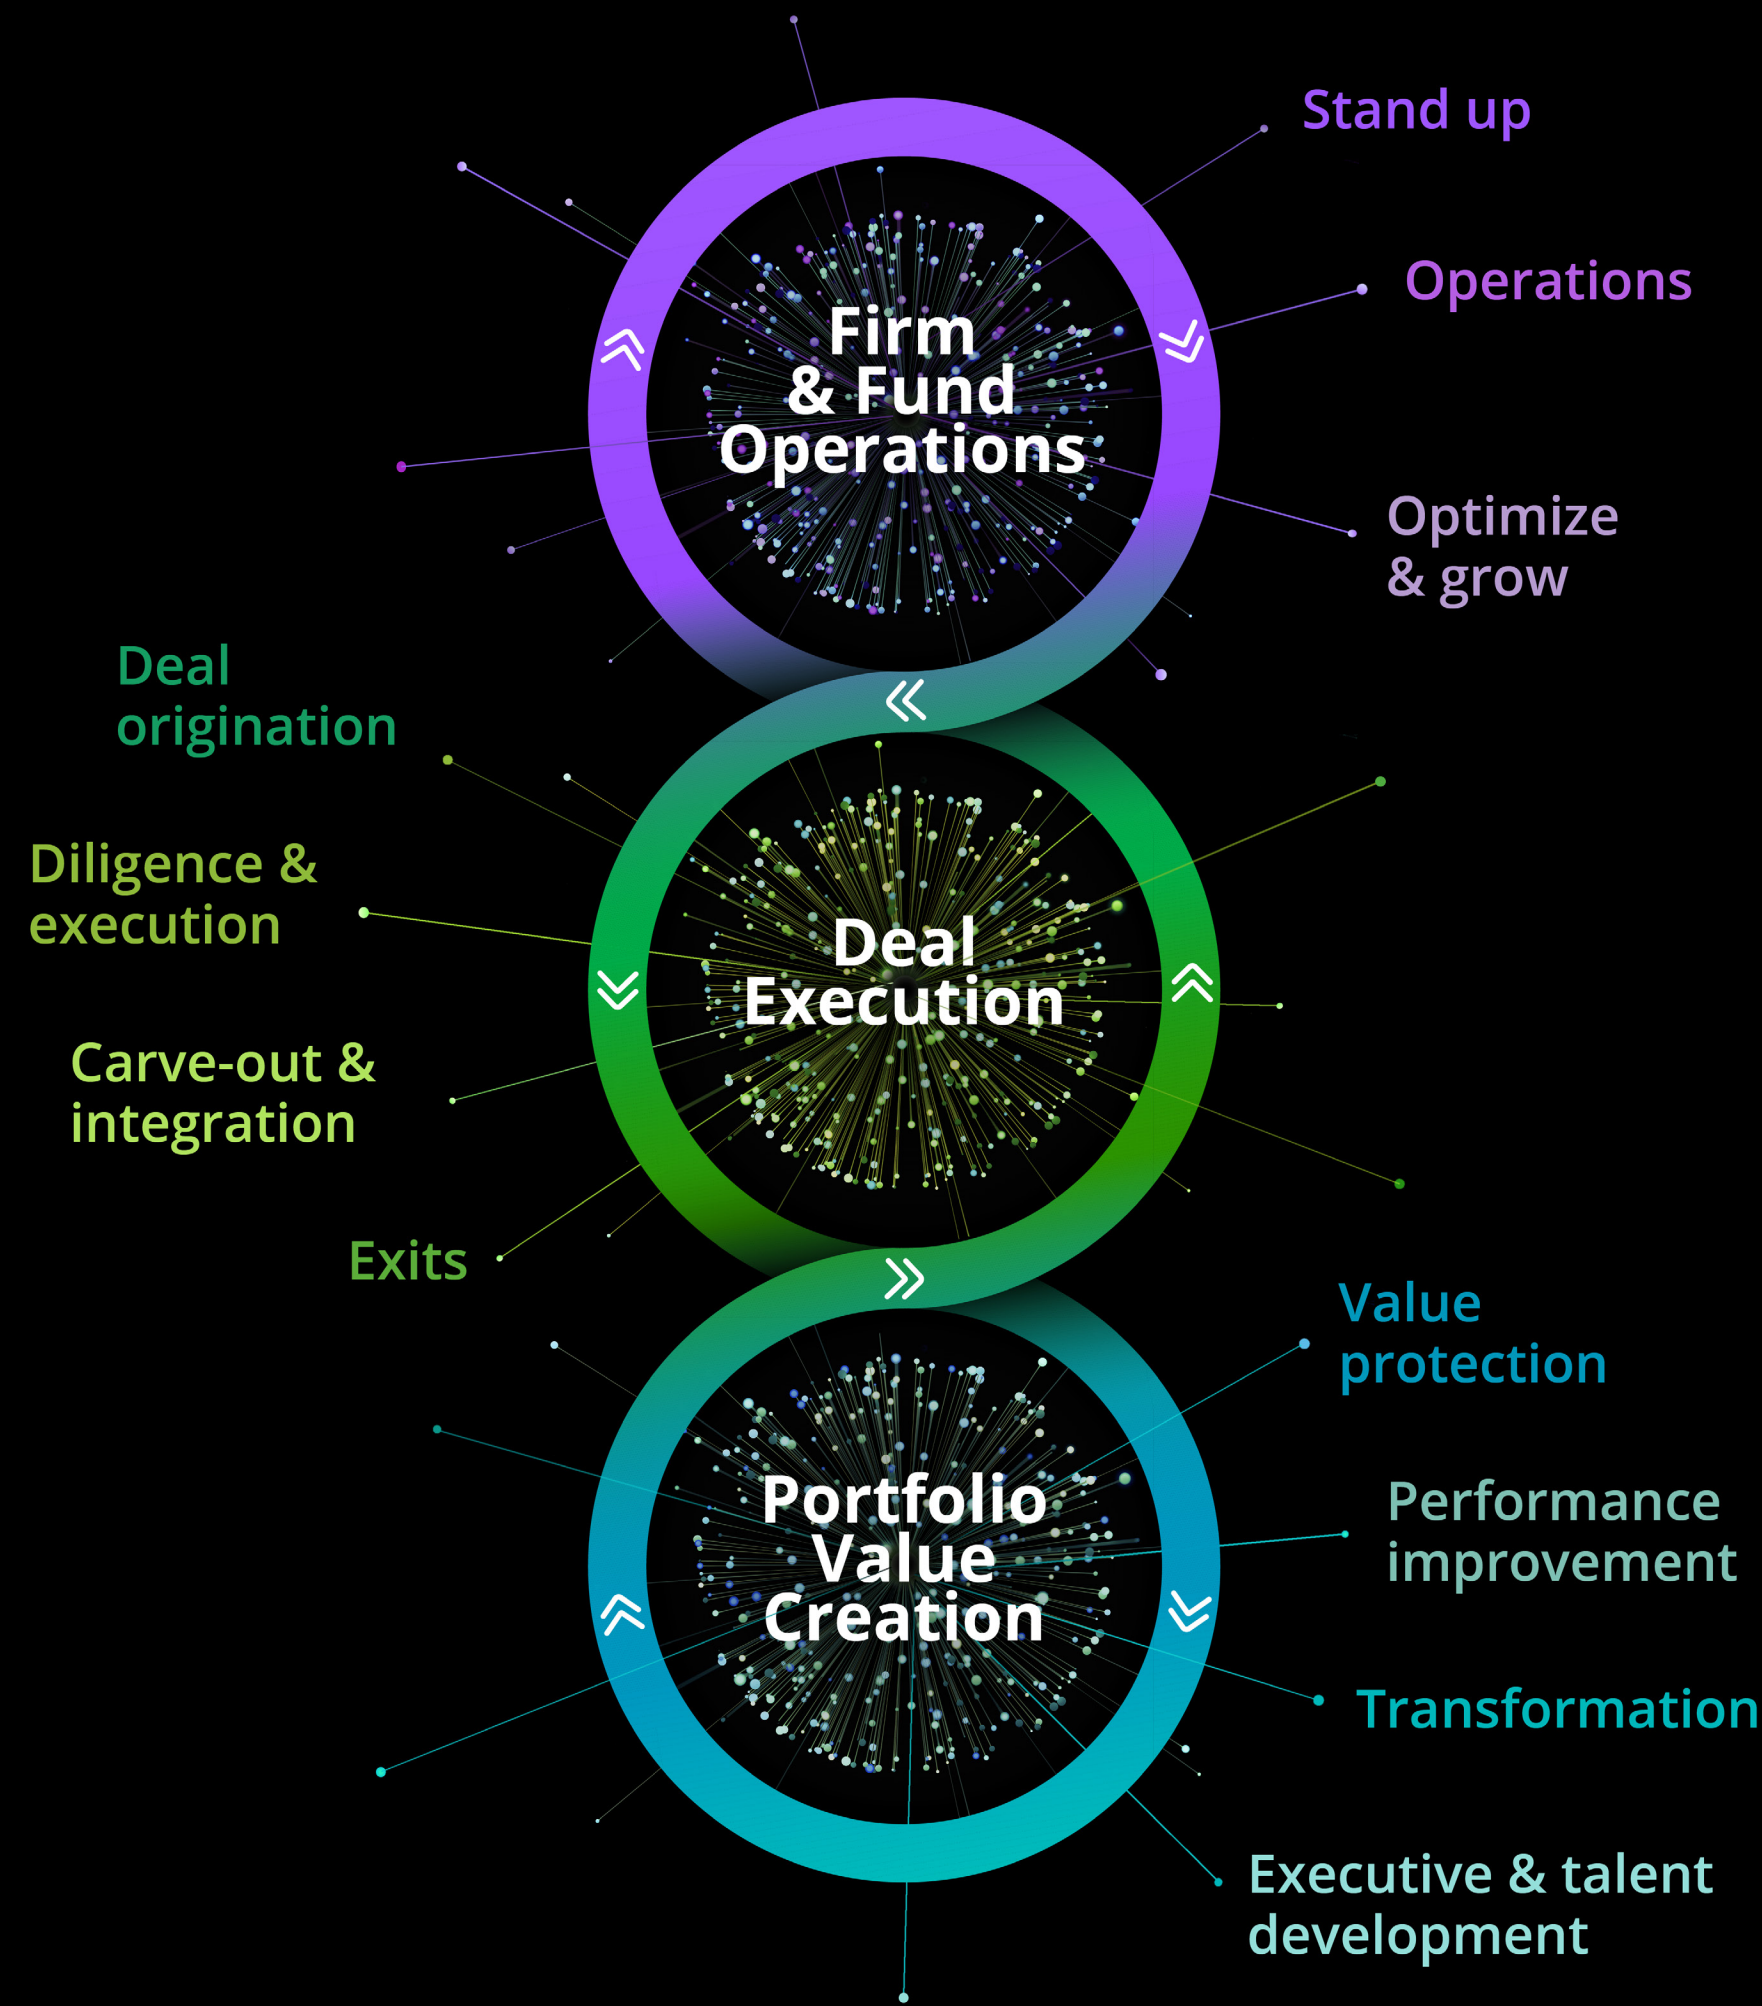 Stand up
Operations
Firm
& Fund
Operations
Optimize
& grow
Deal
origination
Diligence &
execution
Deal
Execution
Carve-out &
integration
Exits
Value
protection
Portfolio
Value
Creation
Performance
improvement
Transformation
Executive & talent
development